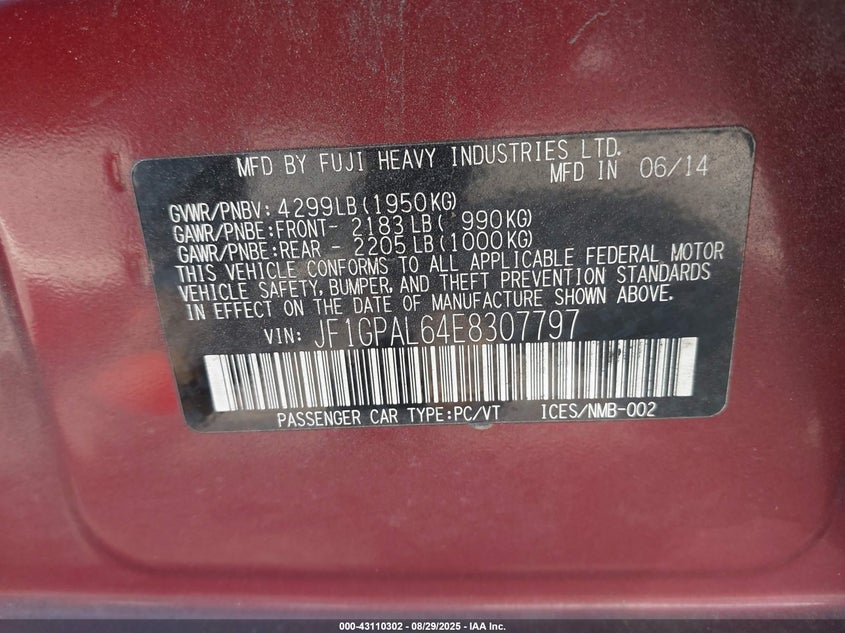 MFD BY FUJI HEAVY INDUSTRIES LTD.
MFD IN 06/14
GVWR/PNBV: 4299LB(1950KG)
GAWR/PNBE:FRONT- 2183LB( 990KG)
GAWR/PNBE:REAR - 2205LB(1000KG)
THIS VEHICLE CONFORMS TO ALL APPLICABLE FEDERAL MOTOR
VEHICLE SAFETY, BUMPER, AND THEFT PREVENTION STANDARDS
IN EFFECT ON THE DATE OF MANUFACTURE SHOWN ABOVE.
VIN: JF1GPAL64E8307797
PASSENGER CAR TYPE:PC/VT ICES/NMB-002
000-43110302 - 08/29/2025 - IAA Inc.